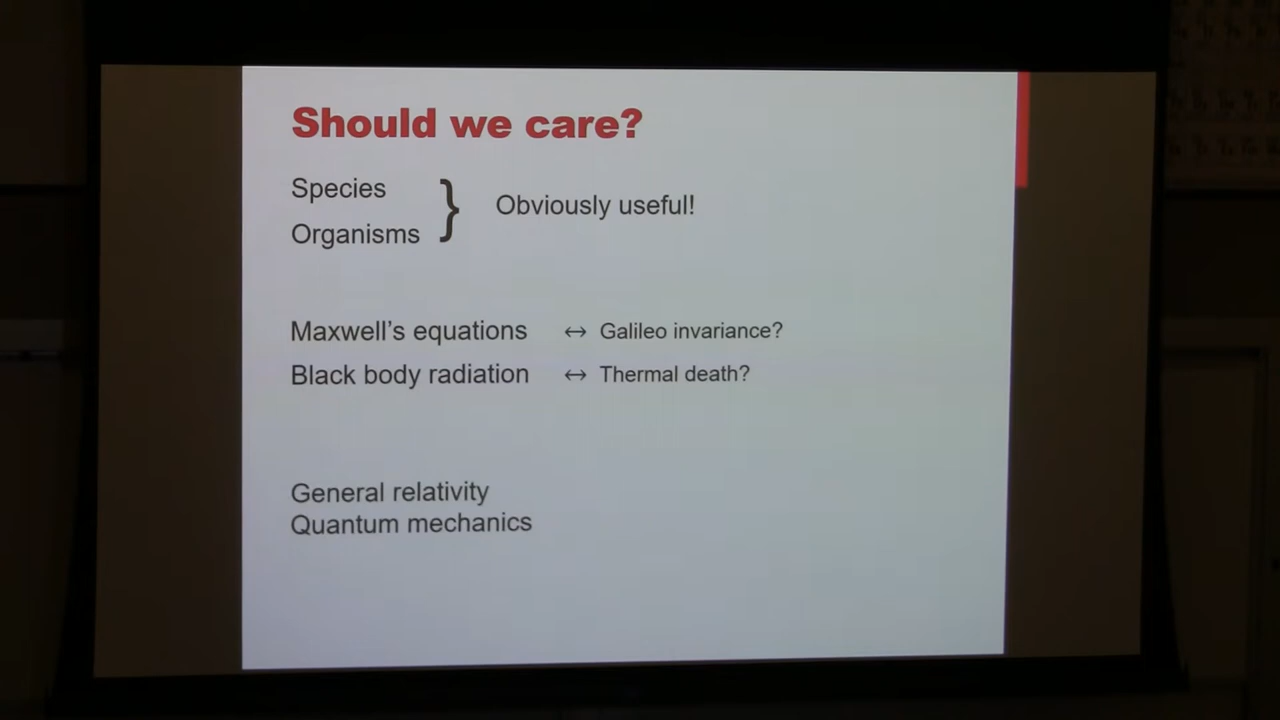 Should we care?
Species
Organisms
} Obviously useful!
Maxwell's equations ↔ Galileo invariance?
Black body radiation ↔ Thermal death?
General relativity
Quantum mechanics